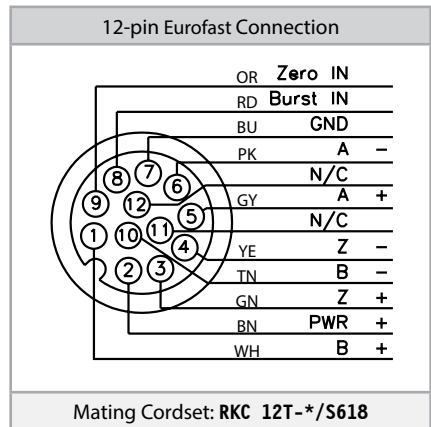 12-pin Eurofast Connection
OR Zero IN
RD Burst IN
BU GND
PK A -
N/C
GY A +
N/C
YE Z -
TN B -
GN Z +
BN PWR +
WH B +
8 7 6
9 12 5
1 10 11 4
2 3
Mating Cordset: RKC 12T-*/S618